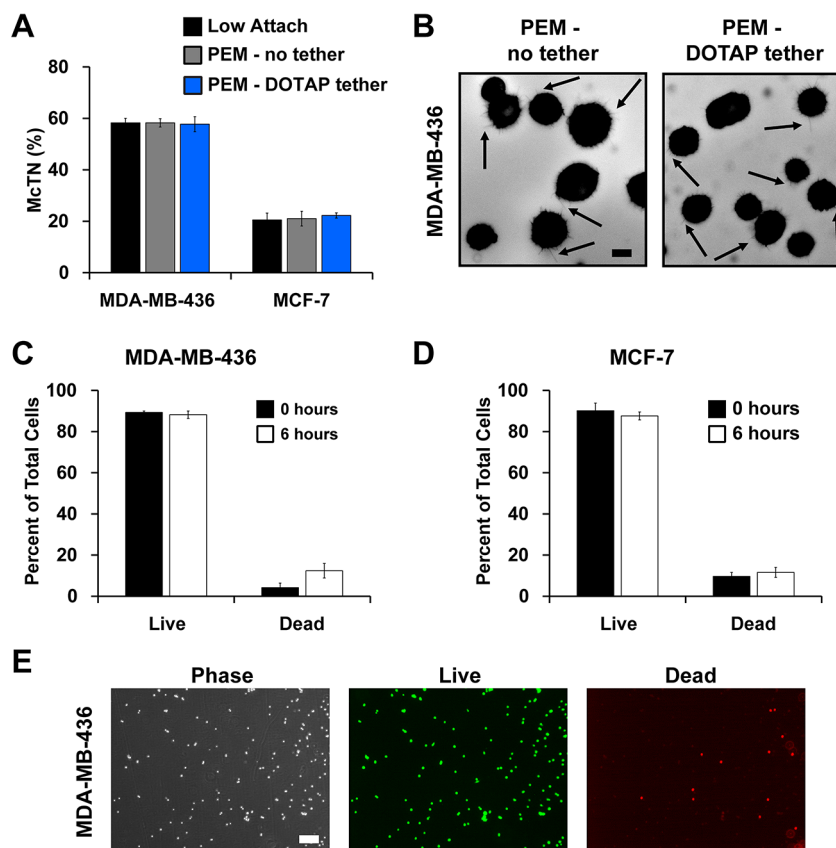 A
Low Attach
PEM - no tether
PEM - DOTAP tether
McTN (%)
80
60
40
20
0
MDA-MB-436
MCF-7
B
PEM -
no tether
PEM -
DOTAP tether
MDA-MB-436
C
MDA-MB-436
Percent of Total Cells
100
80
60
40
20
0
0 hours
6 hours
Live
Dead
D
MCF-7
Percent of Total Cells
100
80
60
40
20
0
0 hours
6 hours
Live
Dead
E
Phase
Live
Dead
MDA-MB-436